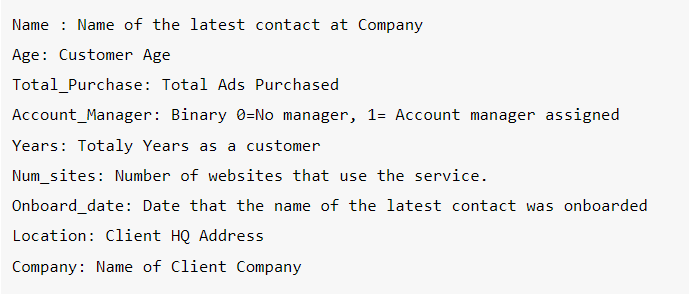 Name : Name of the latest contact at Company
Age: Customer Age
Total_Purchase: Total Ads Purchased
Account_Manager: Binary 0=No manager, 1= Account manager assigned
Years: Totaly Years as a customer
Num_sites: Number of websites that use the service.
Onboard_date: Date that the name of the latest contact was onboarded
Location: Client HQ Address
Company: Name of Client Company